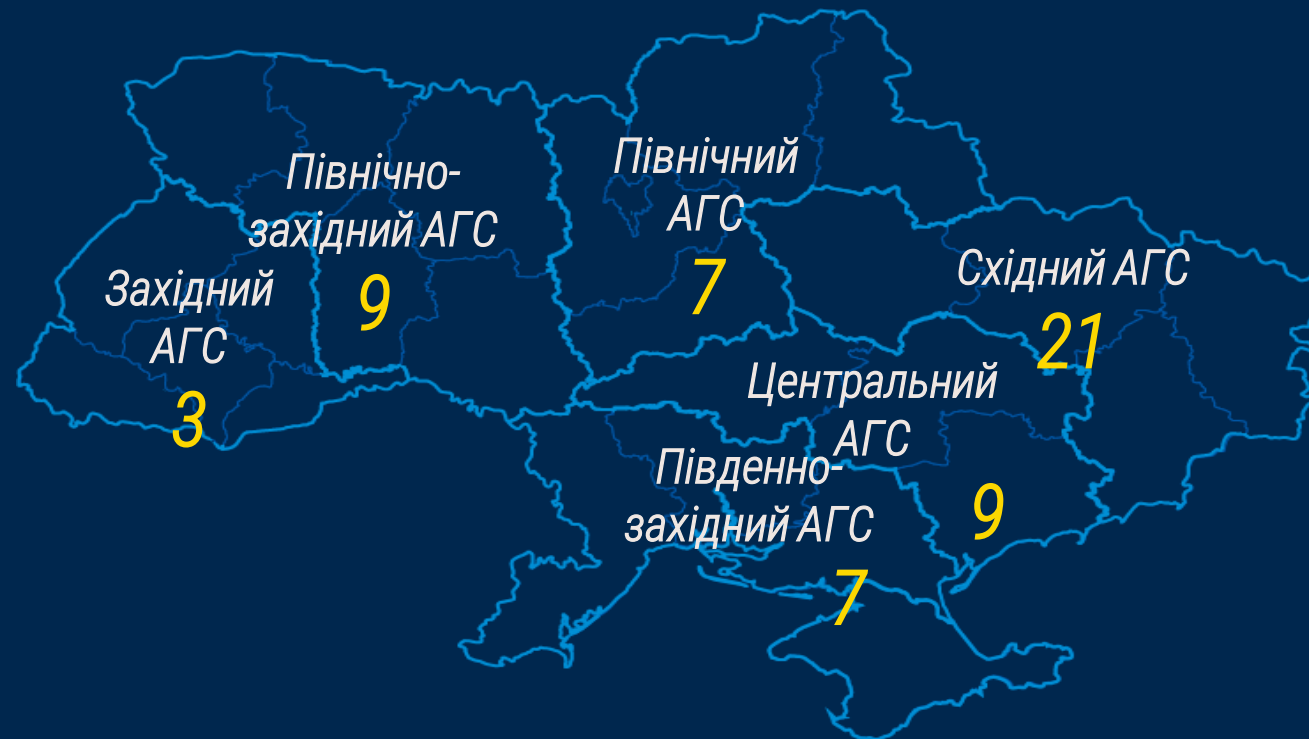 Північно-
західний АГС
9
Північний
АГС
7
Східний АГС
21
Західний
АГС
3
Центральний
АГС
9
Південно-
західний АГС
7